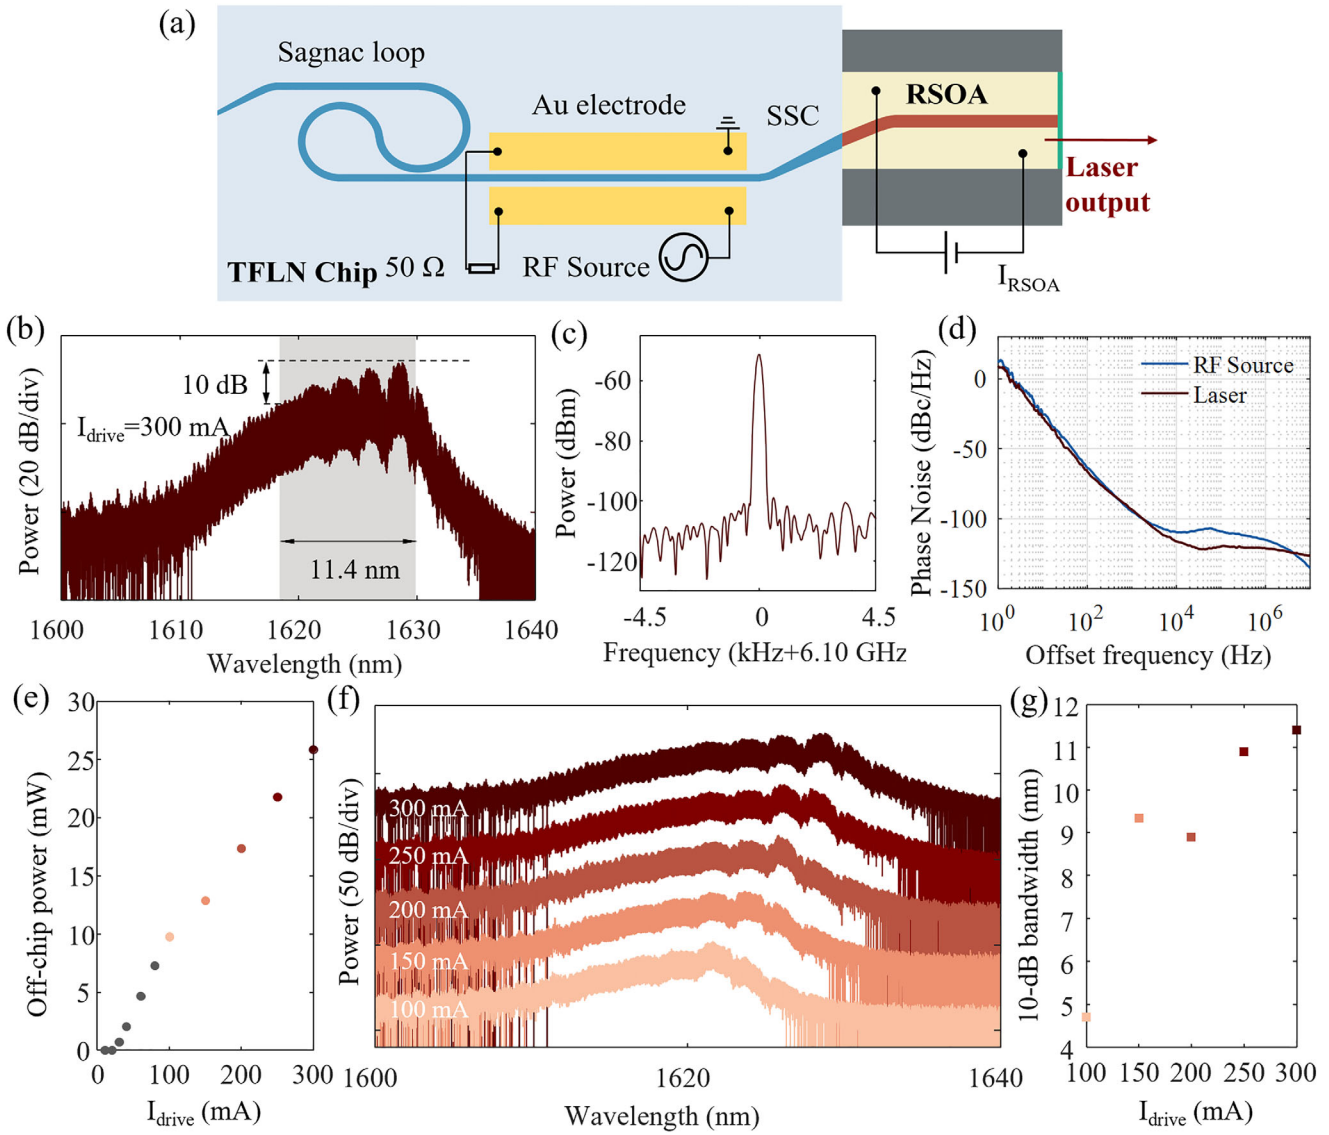 (a)
Sagnac loop
Au electrode
SSC
RSOA
Laser
output
TFLN Chip
50 Ω
RF Source
I_RSOA
(b)
10 dB
I_drive=300 mA
11.4 nm
Power (20 dB/div)
1600 1610 1620 1630 1640
Wavelength (nm)
(c)
Power (dBm)
-60
-80
-100
-120
-4.5 0 4.5
Frequency (kHz+6.10 GHz
(d)
Phase Noise (dBc/Hz)
RF Source
Laser
0
-50
-100
-150
10^0 10^2 10^4 10^6
Offset frequency (Hz)
(e)
Off-chip power (mW)
30
25
20
15
10
5
0
0 100 200 300
I_drive (mA)
(f)
Power (50 dB/div)
300 mA
250 mA
200 mA
150 mA
100 mA
1600 1620 1640
Wavelength (nm)
(g)
10-dB bandwidth (nm)
12
11
10
9
8
7
6
5
4
100 150 200 250 300
I_drive (mA)